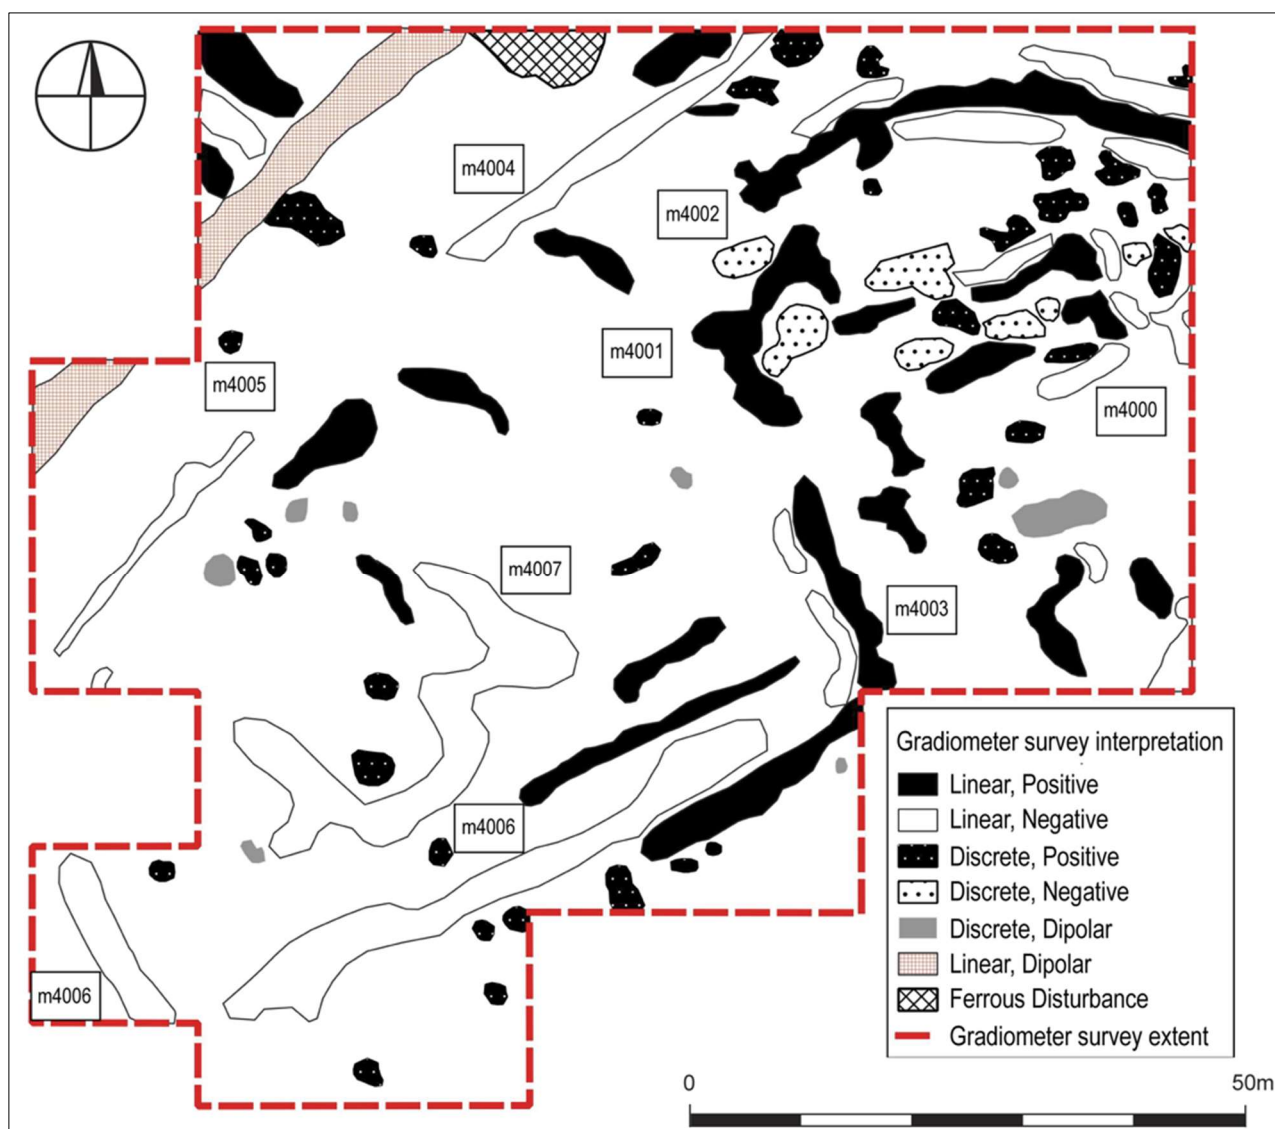 m4004
m4002
m4001
m4005
m4000
m4007
m4003
m4006
m4006
Gradiometer survey interpretation
Linear, Positive
Linear, Negative
Discrete, Positive
Discrete, Negative
Discrete, Dipolar
Linear, Dipolar
Ferrous Disturbance
Gradiometer survey extent
0 50m